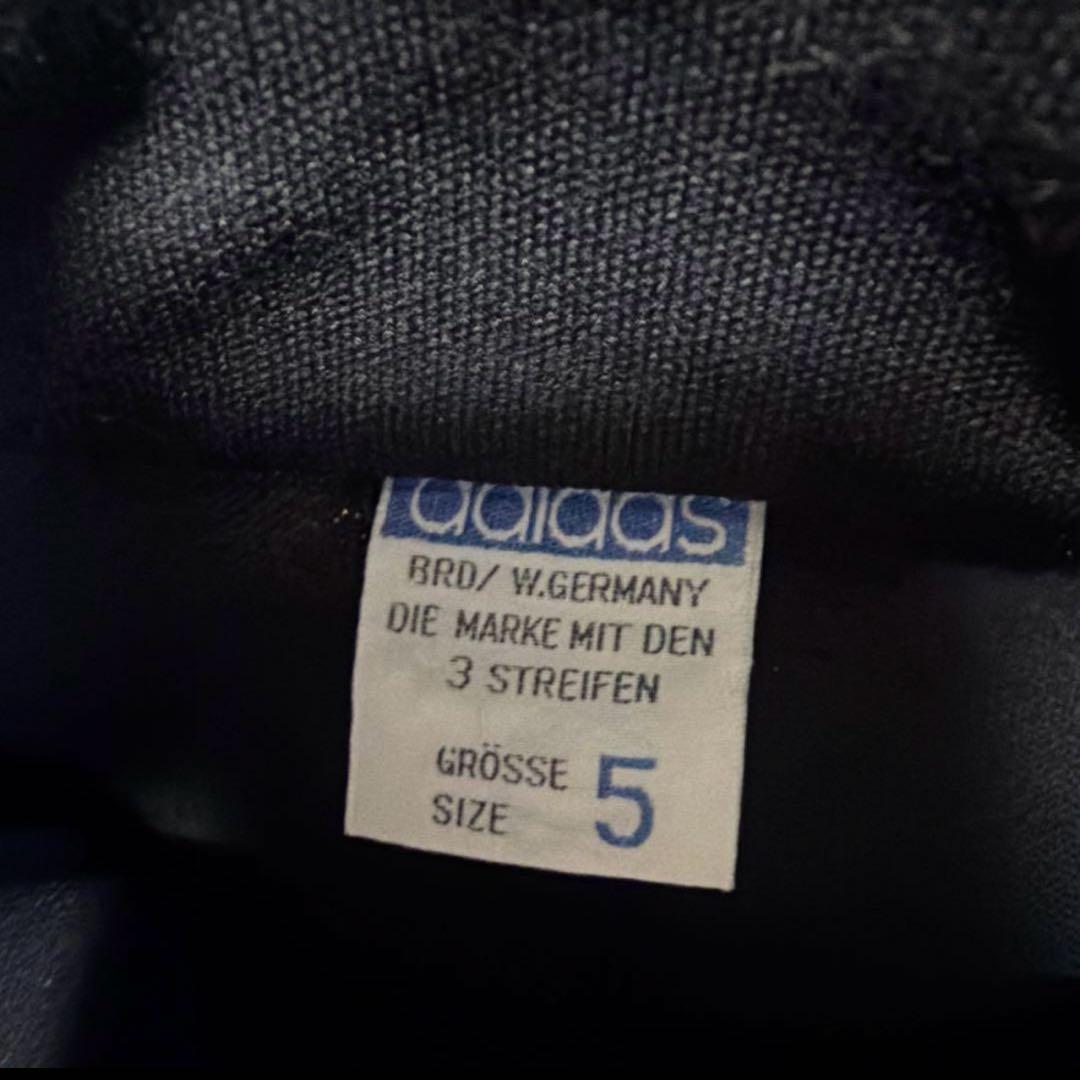 adidas
BRD/ W.GERMANY
DIE MARKE MIT DEN
3 STREIFEN
GRÖSSE 5
SIZE